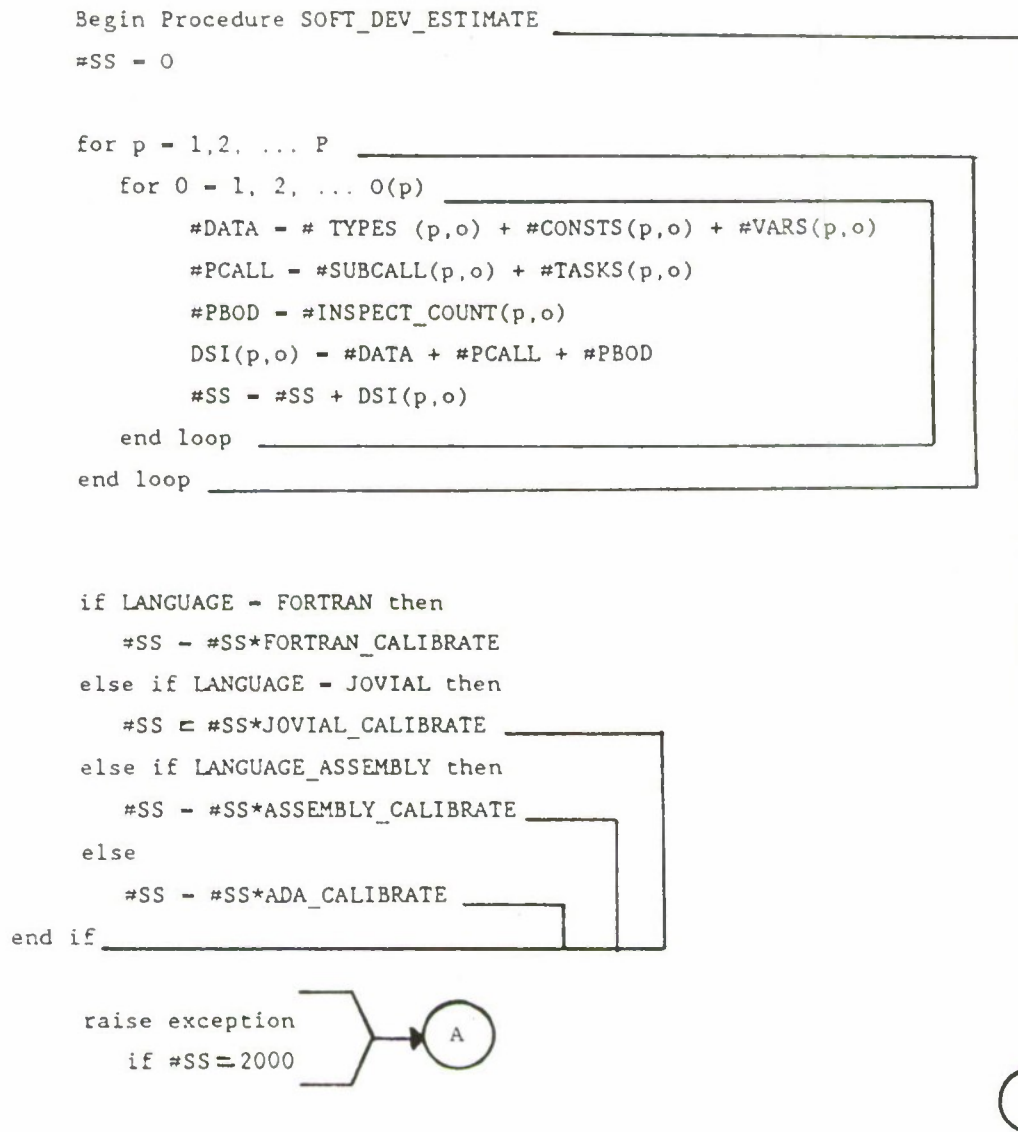 Begin Procedure SOFT_DEV_ESTIMATE
#SS = 0
for p = 1,2, ... P
for O = 1, 2, ... O(p)
#DATA = # TYPES (p,o) + #CONSTS(p,o) + #VARS(p,o)
#PCALL = #SUBCALL(p,o) + #TASKS(p,o)
#PBOD = #INSPECT_COUNT(p,o)
DSI(p,o) = #DATA + #PCALL + #PBOD
#SS = #SS + DSI(p,o)
end loop
end loop
if LANGUAGE = FORTRAN then
#SS = #SS*FORTRAN_CALIBRATE
else if LANGUAGE = JOVIAL then
#SS = #SS*JOVIAL_CALIBRATE
else if LANGUAGE_ASSEMBLY then
#SS = #SS*ASSEMBLY_CALIBRATE
else
#SS = #SS*ADA_CALIBRATE
end if
raise exception
if #SS = 2000
A